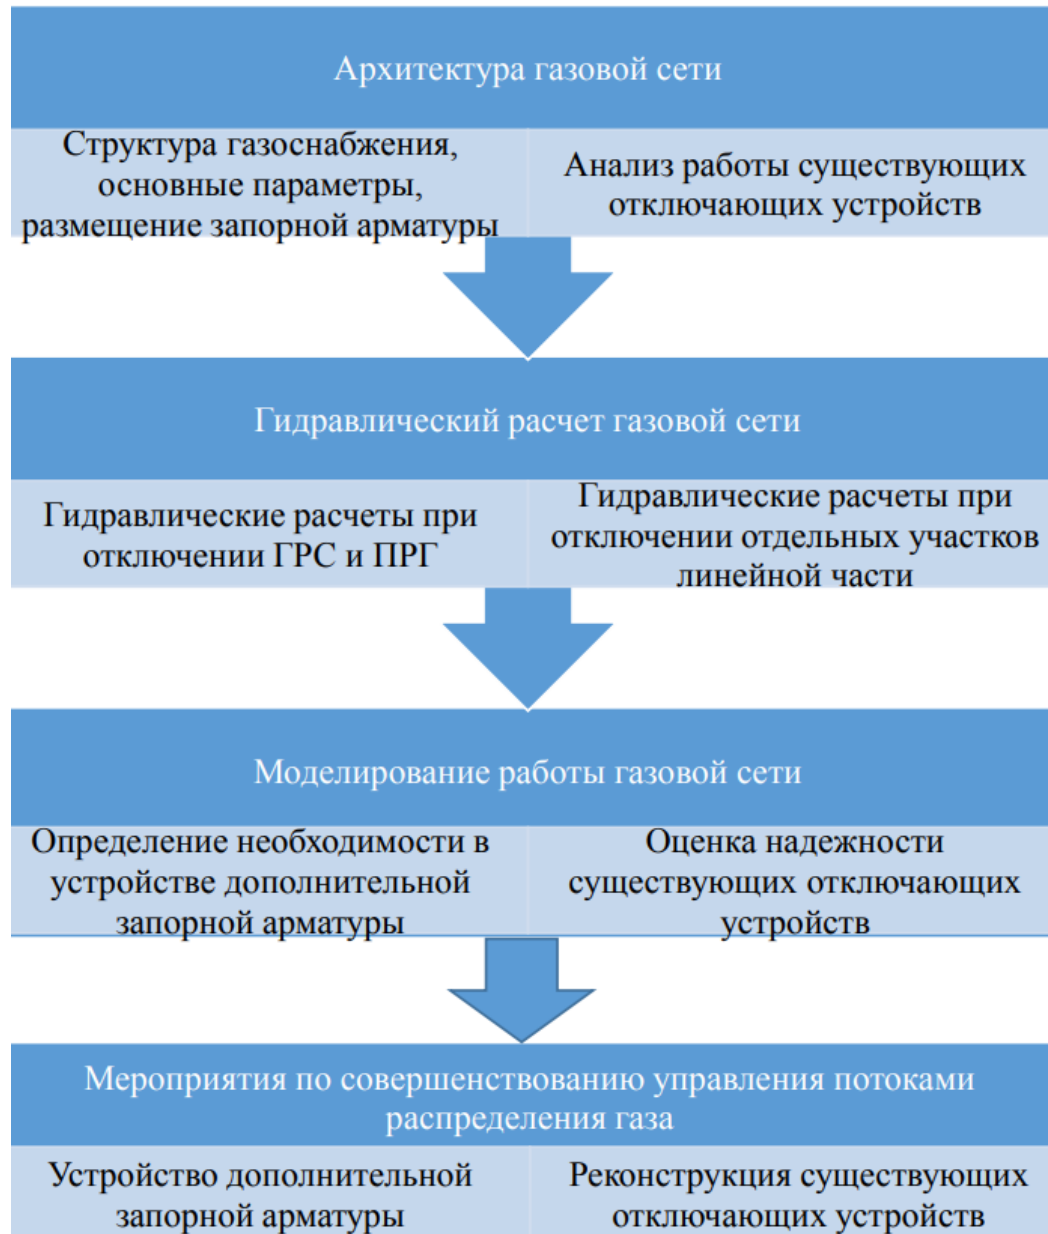 Архитектура газовой сети
Структура газоснабжения,
основные параметры,
размещение запорной арматуры
Анализ работы существующих
отключающих устройств
Гидравлический расчет газовой сети
Гидравлические расчеты при
отключении ГРС и ПРГ
Гидравлические расчеты при
отключении отдельных участков
линейной части
Моделирование работы газовой сети
Определение необходимости в
устройстве дополнительной
запорной арматуры
Оценка надежности
существующих отключающих
устройств
Мероприятия по совершенствованию управления потоками
распределения газа
Устройство дополнительной
запорной арматуры
Реконструкция существующих
отключающих устройств